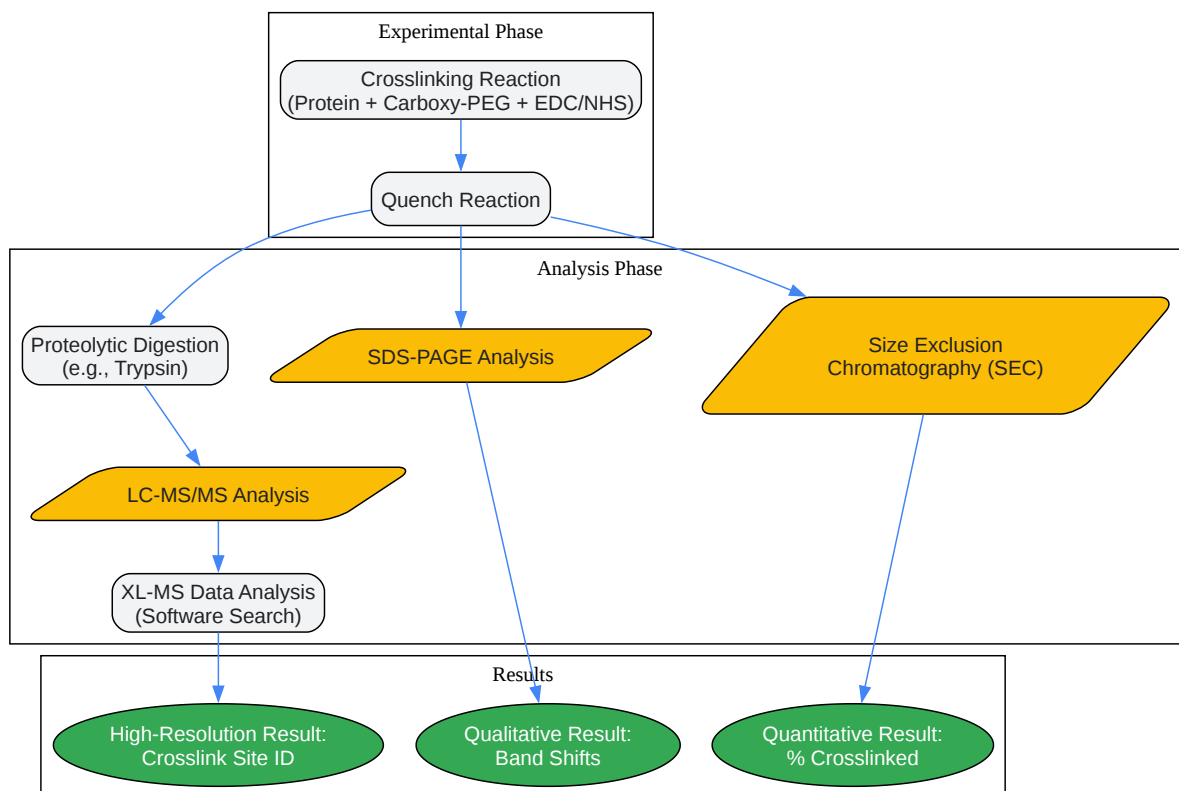 Experimental Phase
Crosslinking Reaction
(Protein + Carboxy-PEG + EDC/NHS)
Quench Reaction
Analysis Phase
Proteolytic Digestion
(e.g., Trypsin)
SDS-PAGE Analysis
Size Exclusion
Chromatography (SEC)
LC-MS/MS Analysis
XL-MS Data Analysis
(Software Search)
Results
High-Resolution Result:
Crosslink Site ID
Qualitative Result:
Band Shifts
Quantitative Result:
% Crosslinked